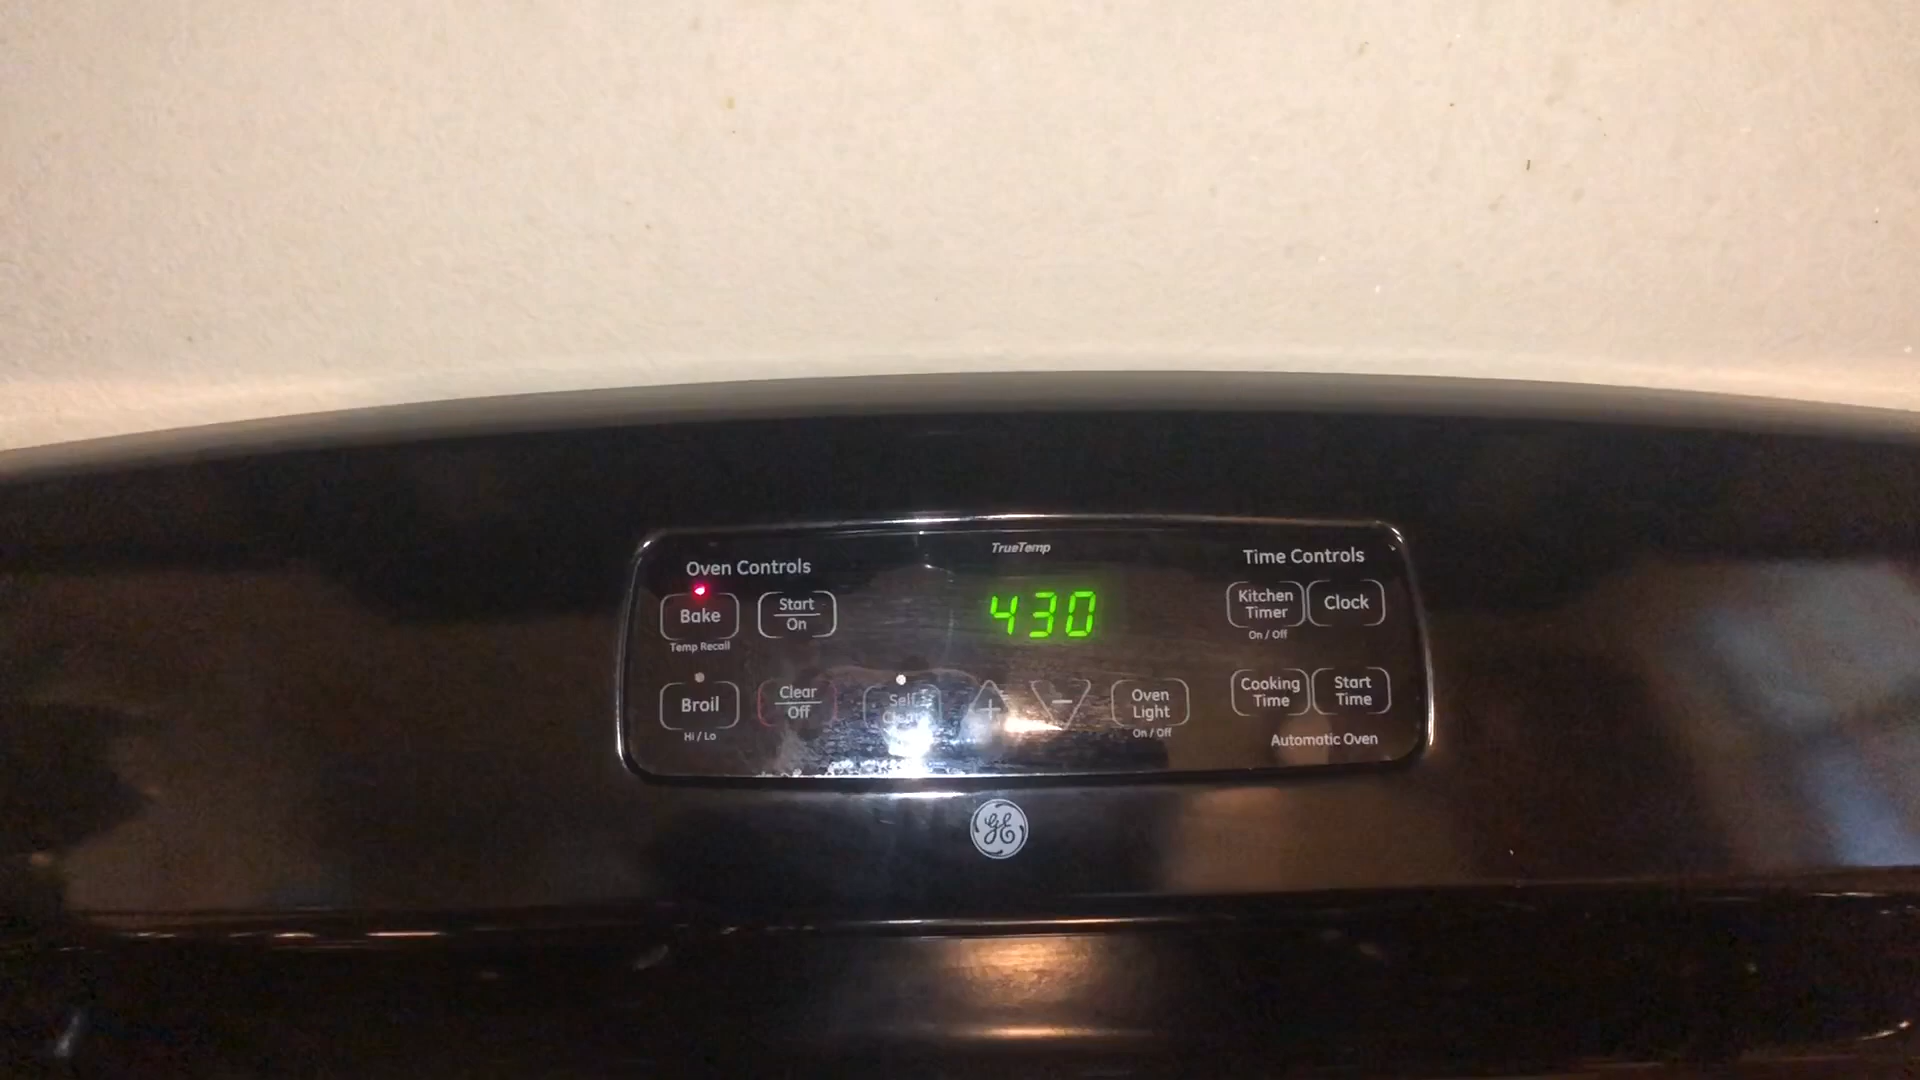 TrueTemp
Oven Controls
Time Controls
Bake
Start
On
430
Kitchen
Timer
Clock
Temp Recall
On / Off
Broil
Clear
Off
Self
Clean
+
−
Oven
Light
Cooking
Time
Start
Time
Hi / Lo
On / Off
Automatic Oven
GE